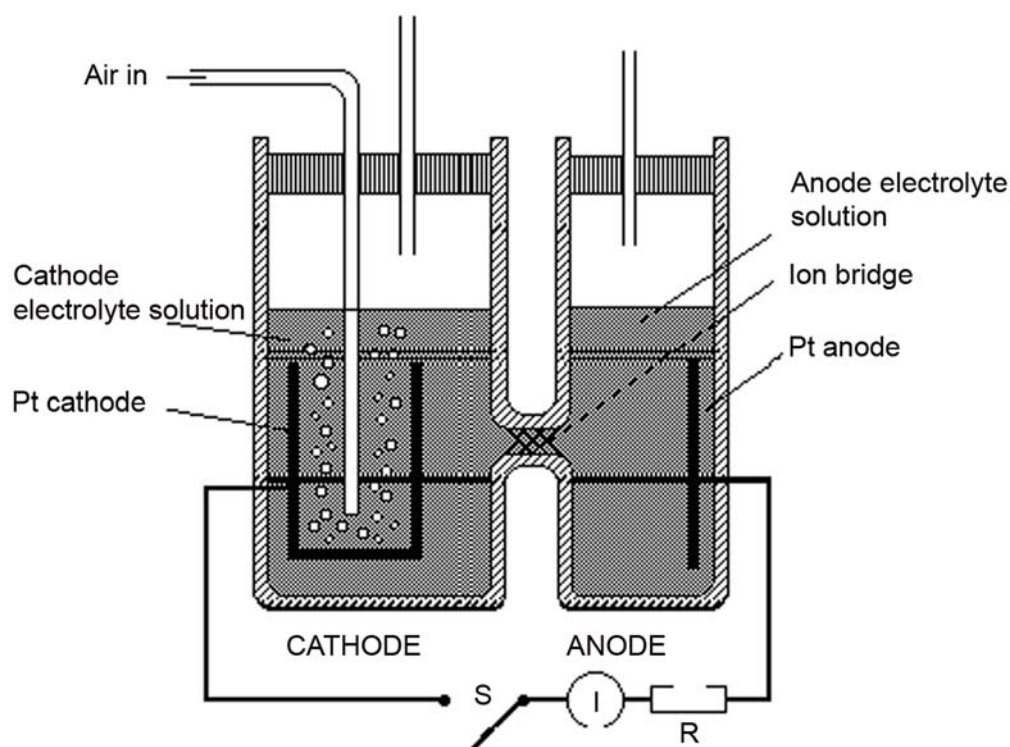 Air in
Anode electrolyte
solution
Cathode
electrolyte solution
Ion bridge
Pt anode
Pt cathode
CATHODE
ANODE
S
I
R